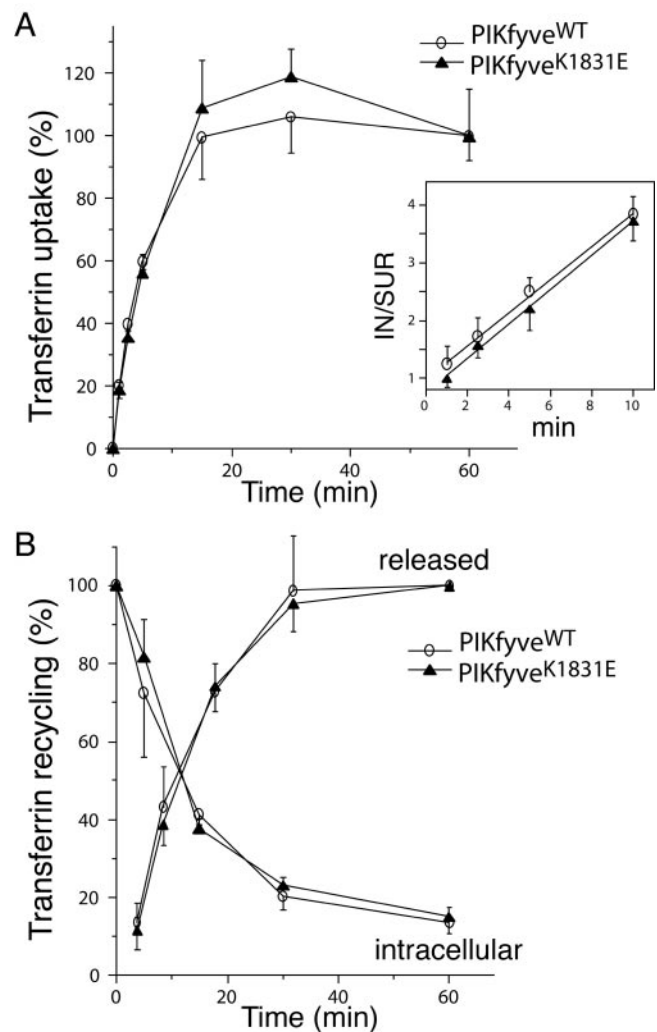 A
PIKfyveWT
PIKfyveK1831E
Transferrin uptake (%)
120
100
80
60
40
20
0
0 20 40 60
Time (min)
IN/SUR
4
3
2
1
0 2 4 6 8 10
min
B
released
PIKfyveWT
PIKfyveK1831E
intracellular
Transferrin recycling (%)
100
80
60
40
20
0
0 20 40 60
Time (min)